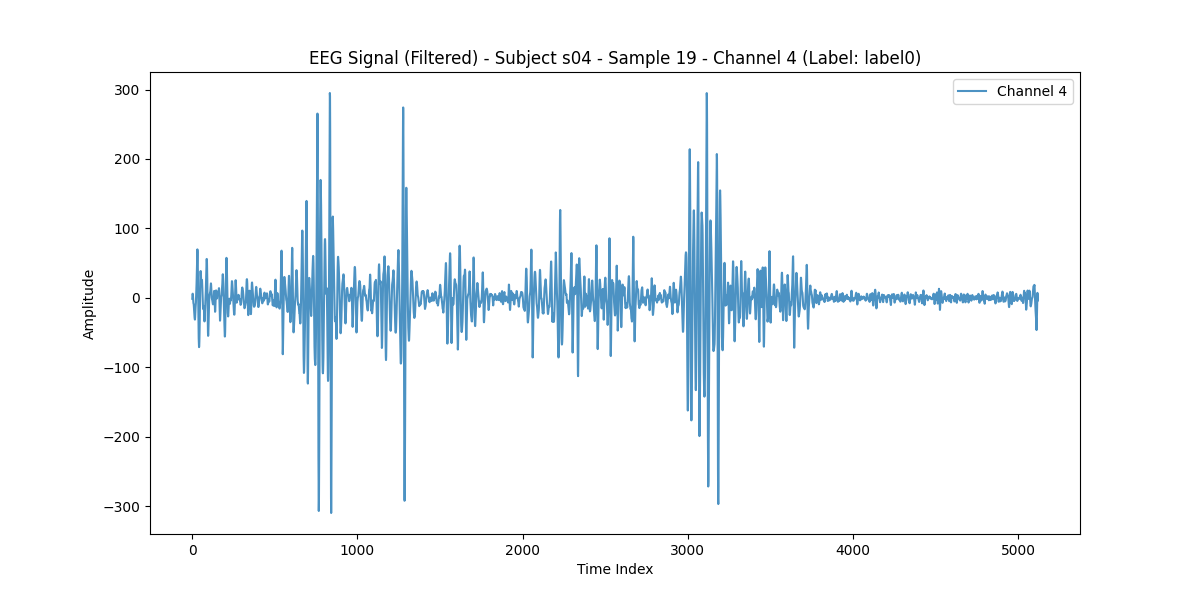 EEG Signal (Filtered) - Subject s04 - Sample 19 - Channel 4 (Label: label0)
Channel 4
300
200
100
0
−100
−200
−300
Amplitude
0 1000 2000 3000 4000 5000
Time Index